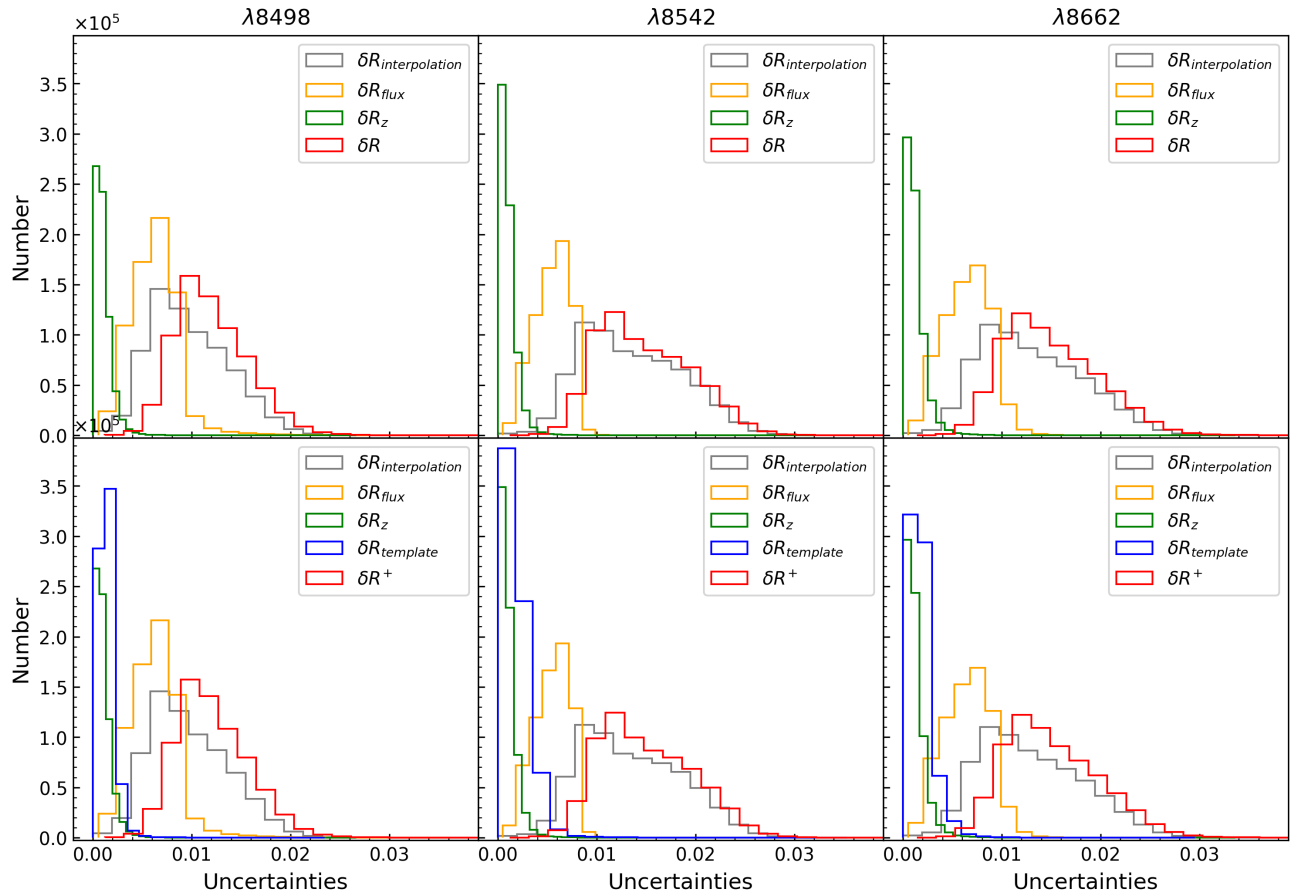 ×10⁵ λ8498 λ8542 λ8662
δR_interpolation
δR_flux
δR_z
δR
δR_interpolation
δR_flux
δR_z
δR
δR_interpolation
δR_flux
δR_z
δR
Number
3.5
3.0
2.5
2.0
1.5
1.0
0.5
0.0
×10⁵
δR_interpolation
δR_flux
δR_z
δR_template
δR⁺
δR_interpolation
δR_flux
δR_z
δR_template
δR⁺
δR_interpolation
δR_flux
δR_z
δR_template
δR⁺
Number
3.5
3.0
2.5
2.0
1.5
1.0
0.5
0.0
0.00 0.01 0.02 0.03 0.00 0.01 0.02 0.03 0.00 0.01 0.02 0.03
Uncertainties Uncertainties Uncertainties